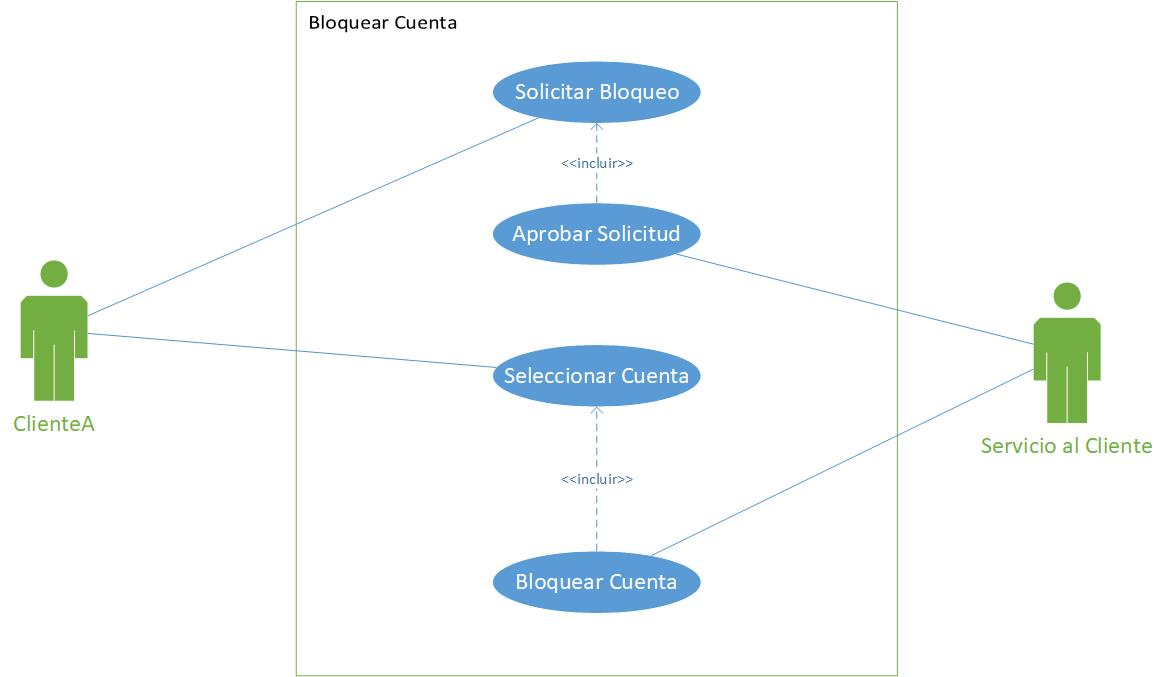 Bloquear Cuenta
Solicitar Bloqueo
<<incluir>>
Aprobar Solicitud
Seleccionar Cuenta
ClienteA
Servicio al Cliente
<<incluir>>
Bloquear Cuenta